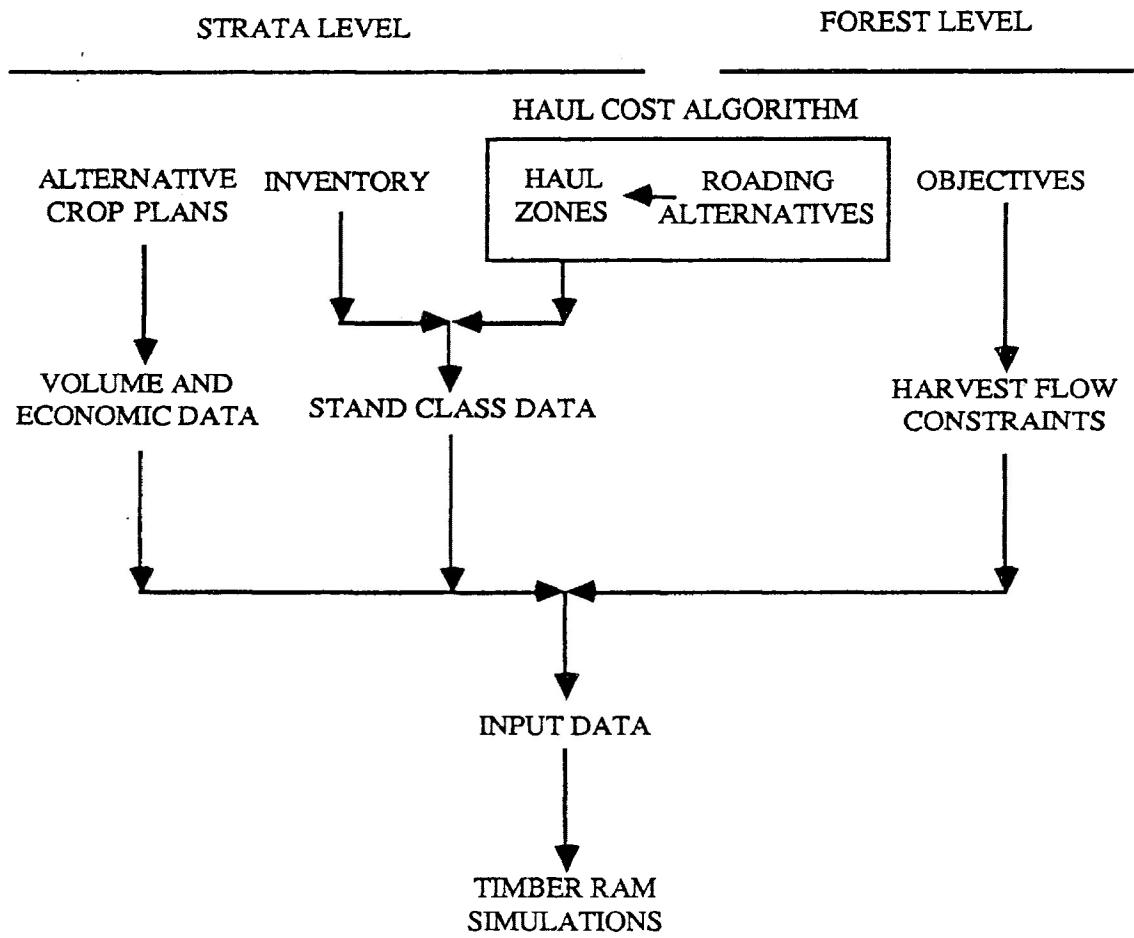 STRATA LEVEL
FOREST LEVEL
HAUL COST ALGORITHM
ALTERNATIVE
CROP PLANS
INVENTORY
HAUL
ZONES
ROADING
ALTERNATIVES
OBJECTIVES
VOLUME AND
ECONOMIC DATA
STAND CLASS DATA
HARVEST FLOW
CONSTRAINTS
INPUT DATA
TIMBER RAM
SIMULATIONS